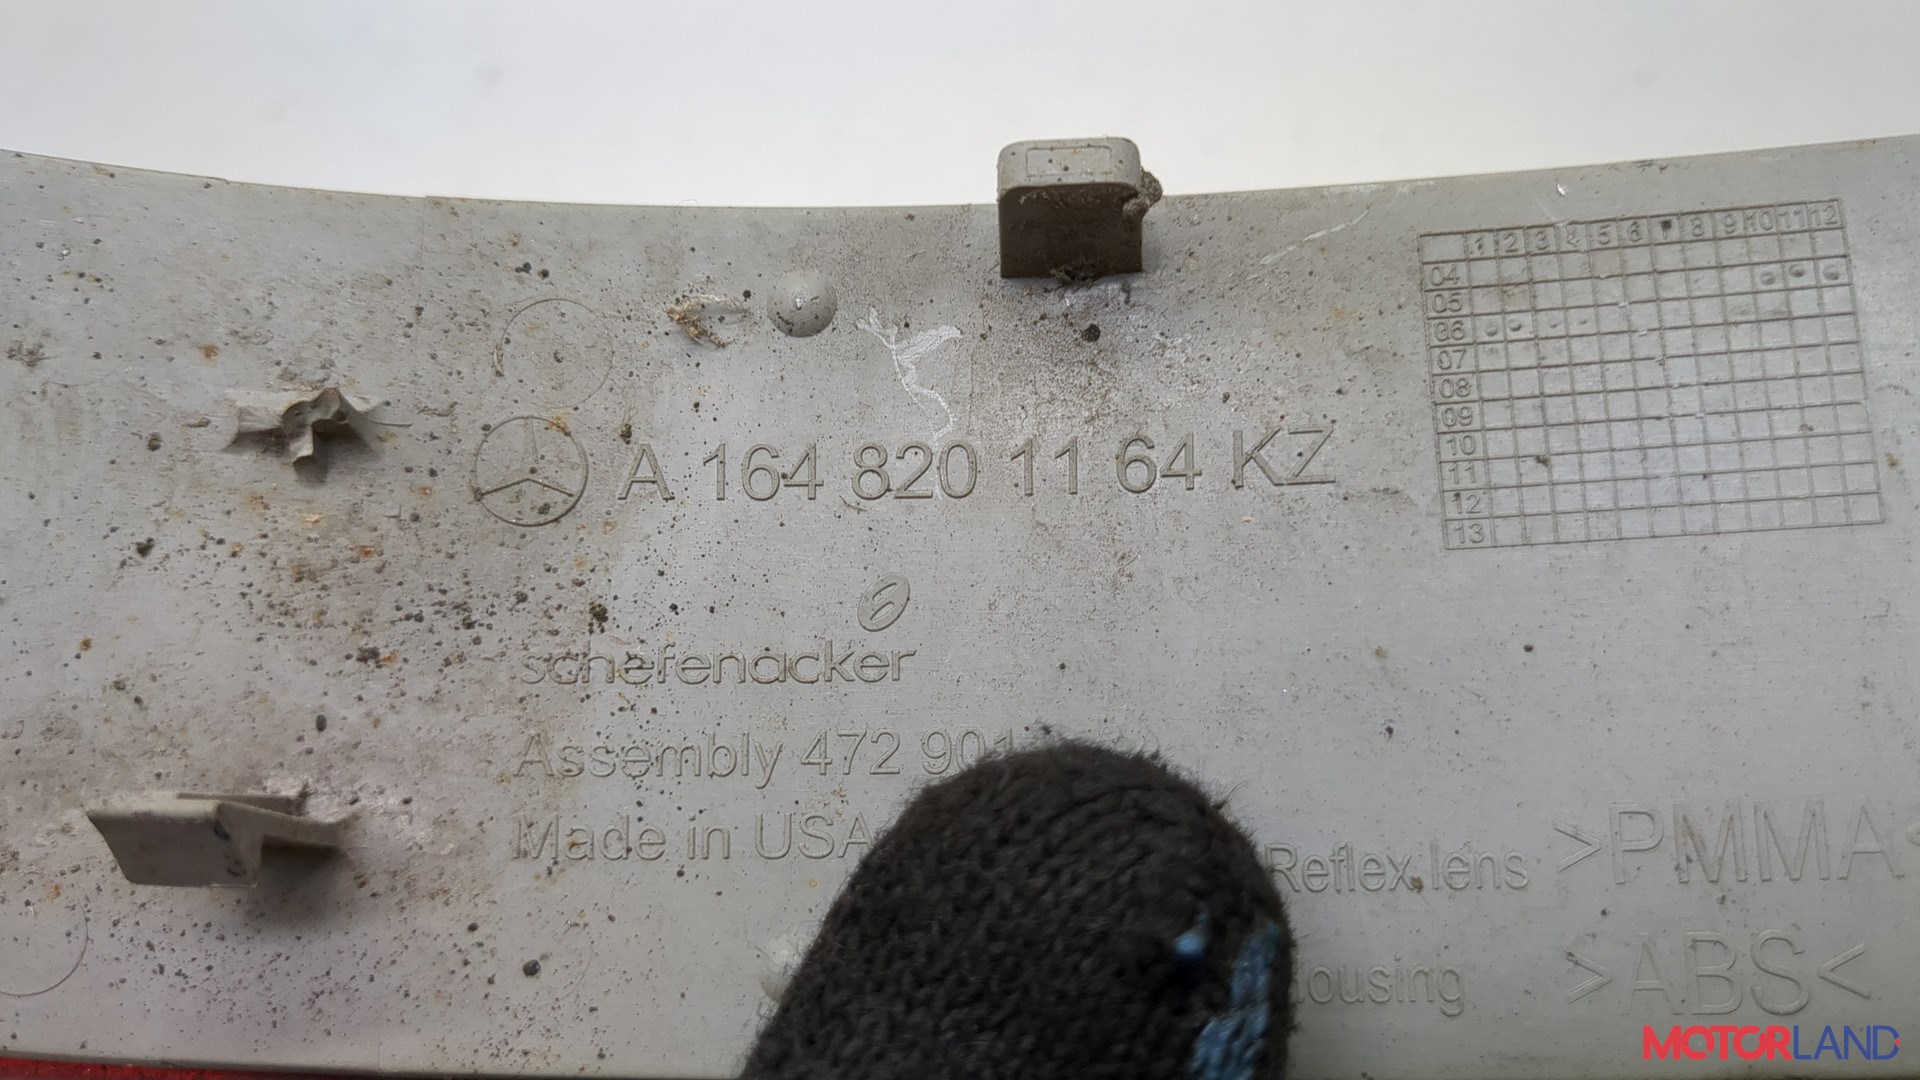 1 2 3 4 5 6 7 8 9 10 11 12
04
05
06
07
08
09
10
11
12
13
A 164 820 11 64 KZ
schefenacker
Assembly 472
Made in USA
Reflex lens >PMMA<
>ABS<
MOTORLAND